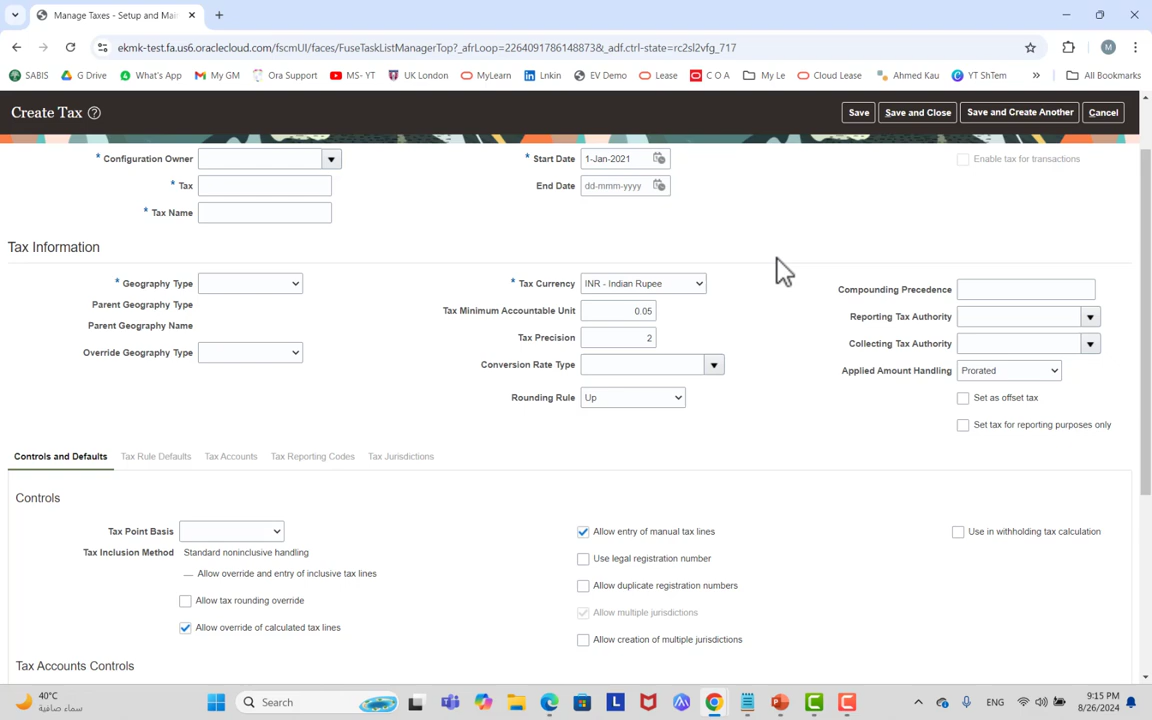 Manage Taxes - Setup and Main
ekmk-test.fa.us6.oraclecloud.com/fscmUI/faces/FuseTaskListManagerTop?_afrLoop=226409178614887​3&_adf.ctrl-state=rc2sl2vfg_717
M
SABIS G Drive What's App My GM Ora Support MS- YT UK London MyLearn Lnkin EV Demo Lease C O A My Le Cloud Lease Ahmed Kau YT ShTem All Bookmarks
Create Tax
Save
Save and Close
Save and Create Another
Cancel
* Configuration Owner
* Start Date 1-Jan-2021
Enable tax for transactions
* Tax
End Date dd-mmm-yyyy
* Tax Name
Tax Information
* Geography Type
* Tax Currency INR - Indian Rupee
Compounding Precedence
Parent Geography Type
Tax Minimum Accountable Unit 0.05
Reporting Tax Authority
Parent Geography Name
Tax Precision 2
Collecting Tax Authority
Override Geography Type
Conversion Rate Type
Applied Amount Handling Prorated
Rounding Rule Up
Set as offset tax
Set tax for reporting purposes only
Controls and Defaults Tax Rule Defaults Tax Accounts Tax Reporting Codes Tax Jurisdictions
Controls
Tax Point Basis
Allow entry of manual tax lines
Use in withholding tax calculation
Tax Inclusion Method Standard noninclusive handling
Use legal registration number
Allow override and entry of inclusive tax lines
Allow duplicate registration numbers
Allow tax rounding override
Allow multiple jurisdictions
Allow override of calculated tax lines
Allow creation of multiple jurisdictions
Tax Accounts Controls
40°C
سماء صافية
Search
ENG
9:15 PM
8/26/2024